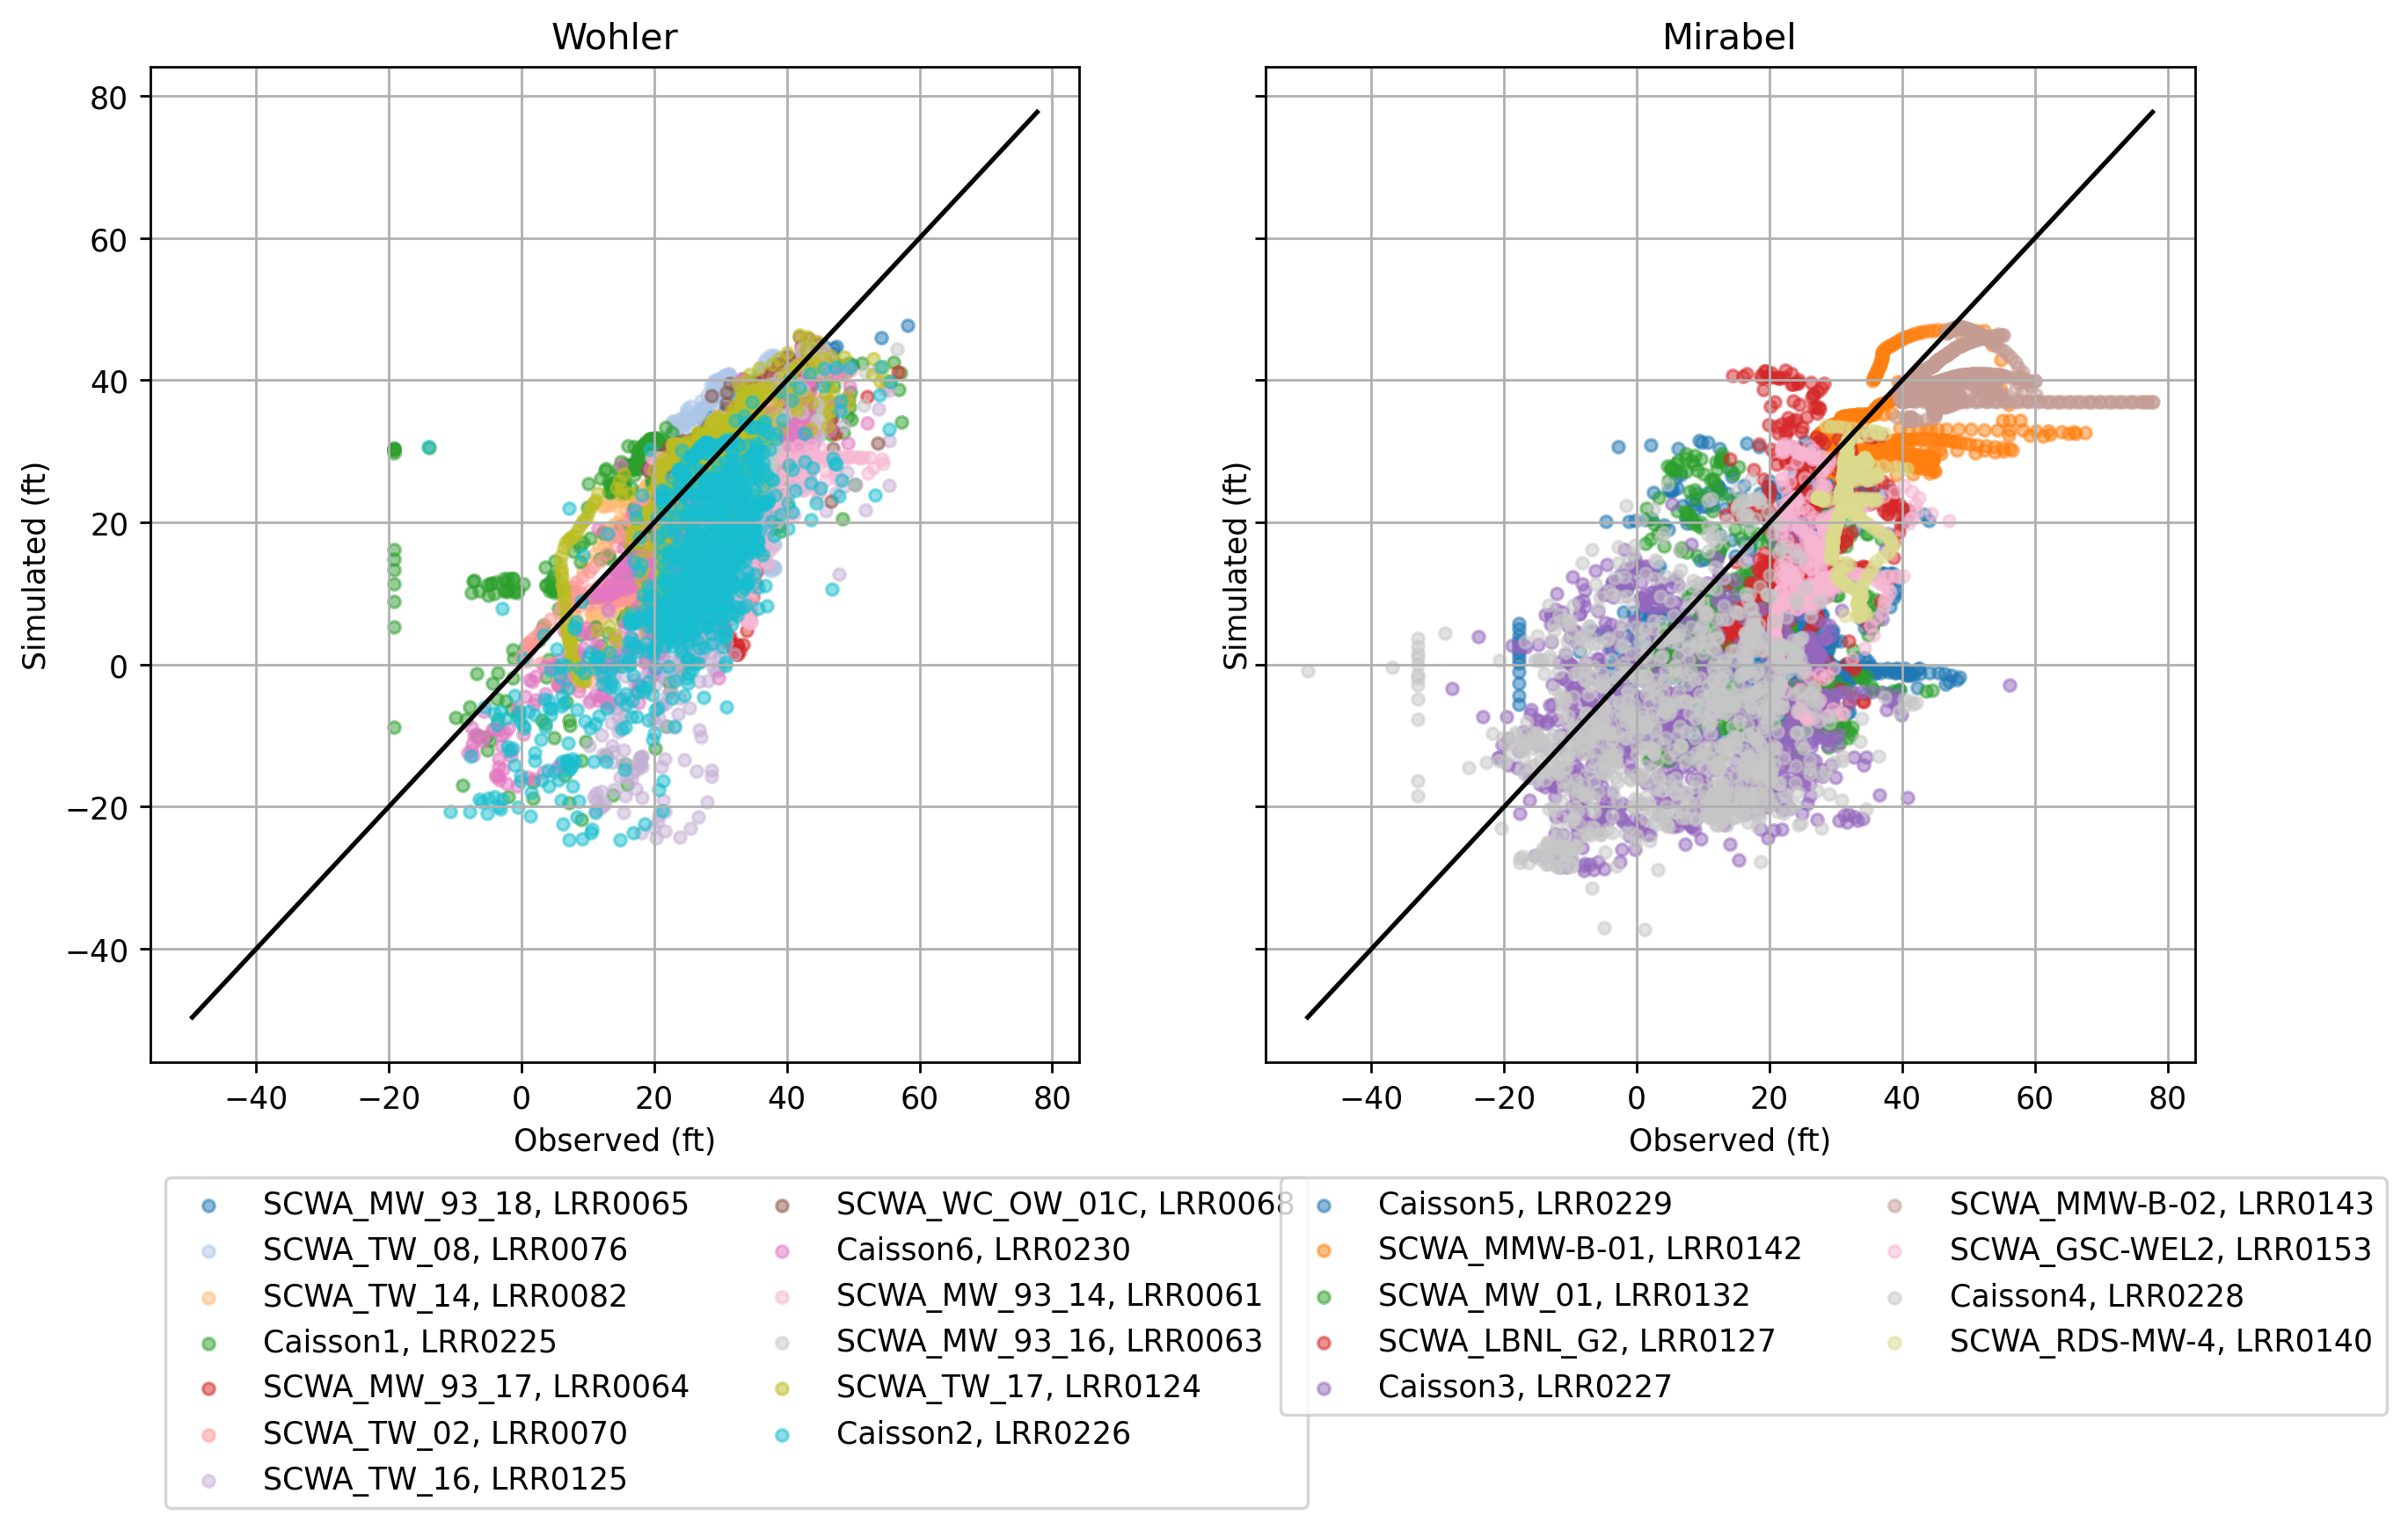 Wohler
Mirabel
80
60
40
20
0
−20
−40
Simulated (ft)
Simulated (ft)
−40 −20 0 20 40 60 80
−40 −20 0 20 40 60 80
Observed (ft)
Observed (ft)
SCWA_MW_93_18, LRR0065
SCWA_TW_08, LRR0076
SCWA_TW_14, LRR0082
Caisson1, LRR0225
SCWA_MW_93_17, LRR0064
SCWA_TW_02, LRR0070
SCWA_TW_16, LRR0125
SCWA_WC_OW_01C, LRR0068
Caisson6, LRR0230
SCWA_MW_93_14, LRR0061
SCWA_MW_93_16, LRR0063
SCWA_TW_17, LRR0124
Caisson2, LRR0226
Caisson5, LRR0229
SCWA_MMW-B-01, LRR0142
SCWA_MW_01, LRR0132
SCWA_LBNL_G2, LRR0127
Caisson3, LRR0227
SCWA_MMW-B-02, LRR0143
SCWA_GSC-WEL2, LRR0153
Caisson4, LRR0228
SCWA_RDS-MW-4, LRR0140